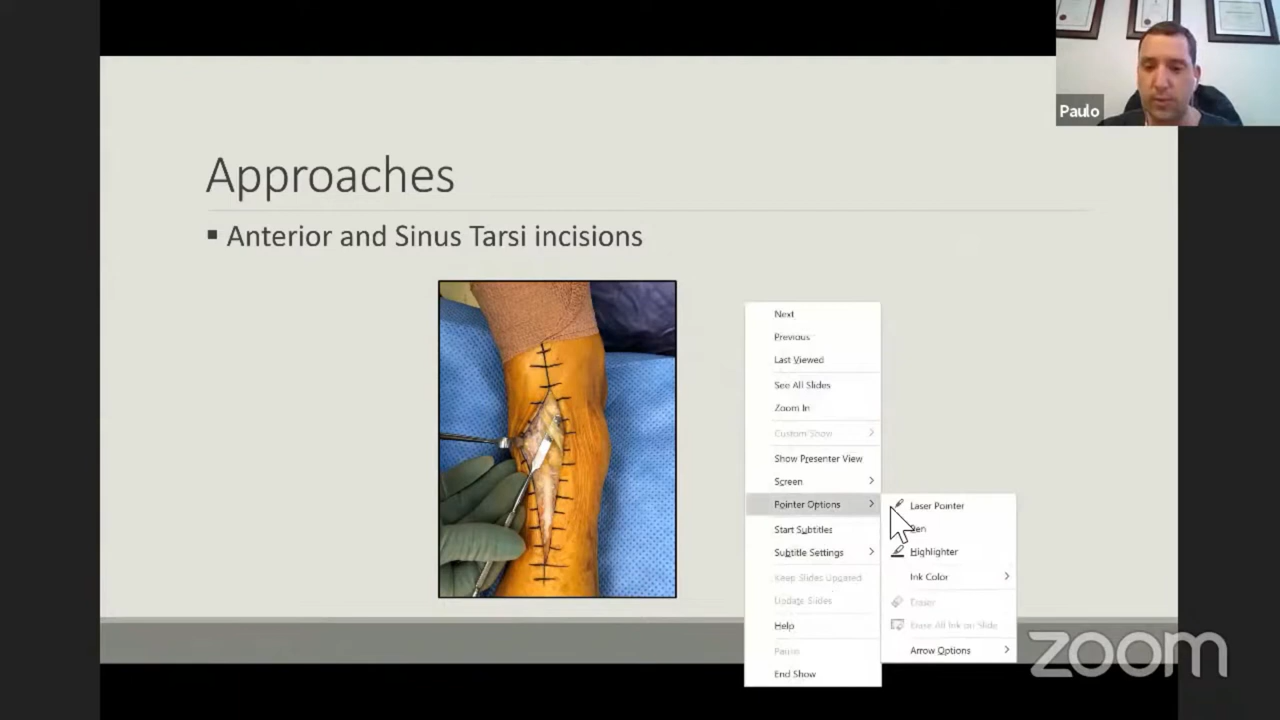 Paulo
Approaches
▪ Anterior and Sinus Tarsi incisions
Next
Previous
Last Viewed
See All Slides
Zoom In
Custom Show
Show Presenter View
Screen
Pointer Options
Start Subtitles
Subtitle Settings
Keep Slides Updated
Update Slides
Help
Pause
End Show
Laser Pointer
Pen
Highlighter
Ink Color
Eraser
Erase All Ink on Slide
Arrow Options
zoom